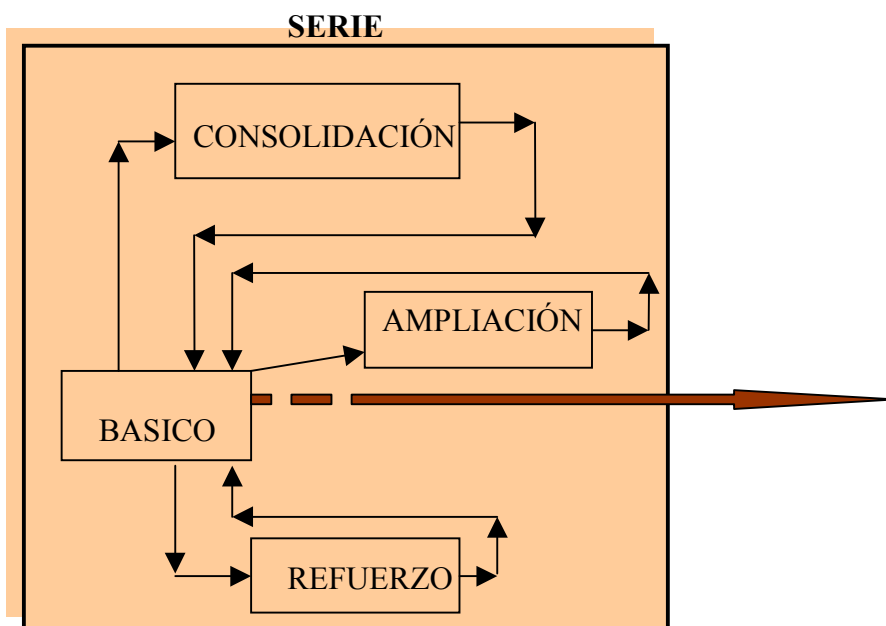 SERIE
CONSOLIDACIÓN
AMPLIACIÓN
BASICO
REFUERZO